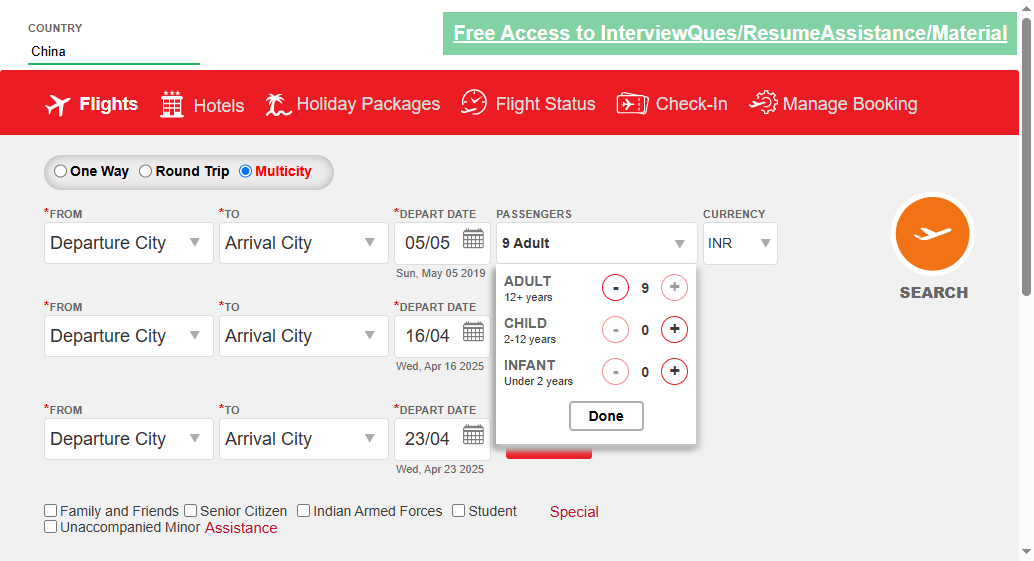 COUNTRY
China
Free Access to InterviewQues/ResumeAssistance/Material
Flights Hotels Holiday Packages Flight Status Check-In Manage Booking
One Way Round Trip Multicity
*FROM *TO *DEPART DATE PASSENGERS CURRENCY
Departure City Arrival City 05/05 9 Adult INR
Sun, May 05 2019
ADULT - 9 +
12+ years
SEARCH
*FROM *TO *DEPART DATE
CHILD - 0 +
2-12 years
Departure City Arrival City 16/04
Wed, Apr 16 2025
INFANT - 0 +
Under 2 years
*FROM *TO *DEPART DATE
Done
Departure City Arrival City 23/04
Wed, Apr 23 2025
Family and Friends Senior Citizen Indian Armed Forces Student Special
Unaccompanied Minor Assistance